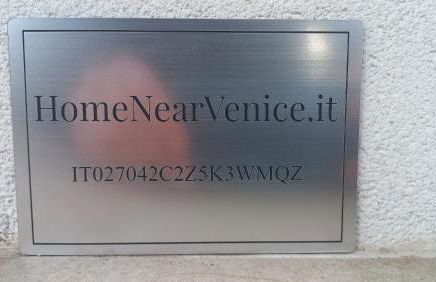 HomeNearVenice.it
IT027042C2Z5K3WMQZ